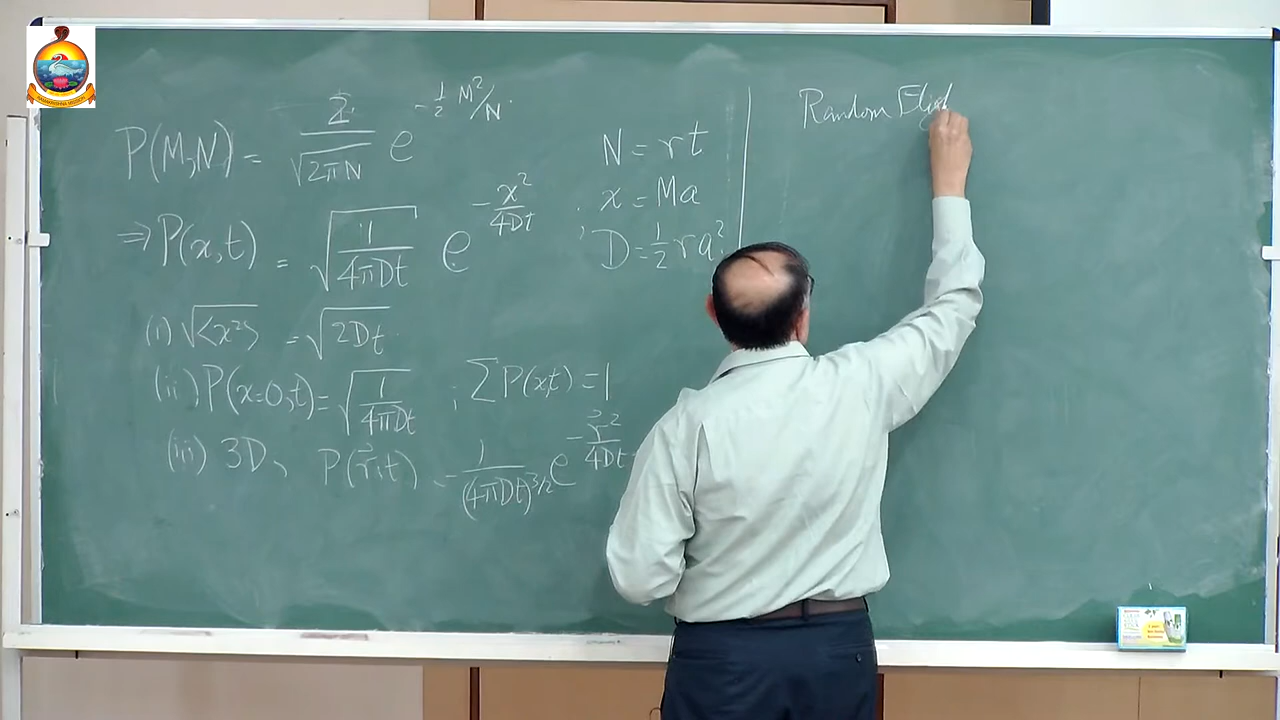 P(M,N) = 2/√2πN e^{-1/2 M²/N}
⇒ P(x,t) = √(1/4πDt) e^{-x²/4Dt}
(i) √<x²> = √2Dt
(ii) P(x=0,t) = √(1/4πDt) ; ΣP(x,t) = 1
(iii) 3D, P(r,t) = 1/(4πDt)^{3/2} e^{-r²/4Dt}
N = rt
x = Ma
D = 1/2 ra²
Random